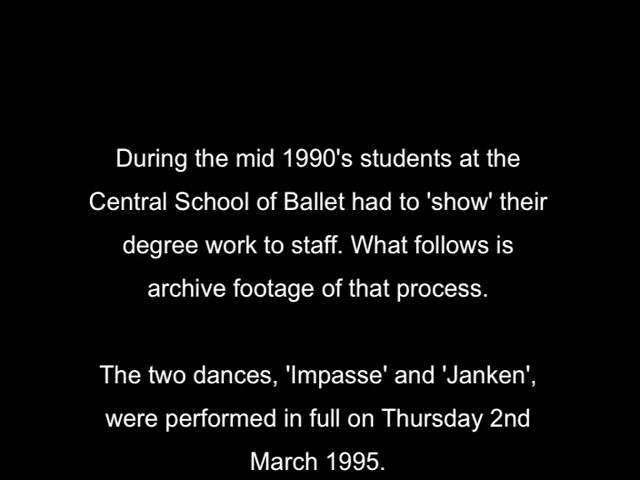 During the mid 1990's students at the
Central School of Ballet had to 'show' their
degree work to staff. What follows is
archive footage of that process.
The two dances, 'Impasse' and 'Janken',
were performed in full on Thursday 2nd
March 1995.